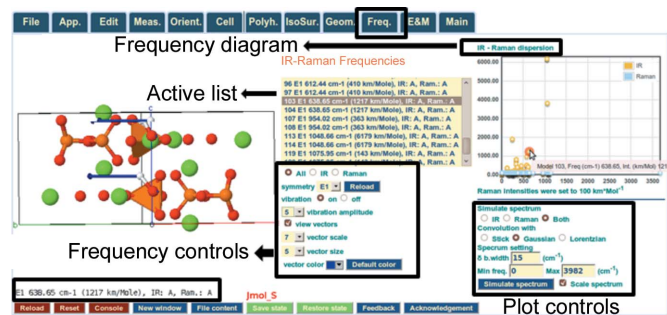 File App. Edit Meas. Orient. Cell Polyh. IsoSur. Geom. Freq. E&M Main
Frequency diagram
IR - Raman dispersion
IR-Raman Frequencies
Active list
96 E1 612.44 cm-1 (410 km/Mole), IR: A, Ram.: A
97 E1 612.44 cm-1 (410 km/Mole), IR: A, Ram.: A
103 E1 638.65 cm-1 (1217 km/Mole), IR: A, Ram.: A
104 E1 638.65 cm-1 (1217 km/Mole), IR: A, Ram.: A
107 E1 954.02 cm-1 (363 km/Mole), IR: A, Ram.: A
108 E1 954.02 cm-1 (363 km/Mole), IR: A, Ram.: A
113 E1 1048.66 cm-1 (6179 km/Mole), IR: A, Ram.: A
114 E1 1048.66 cm-1 (6179 km/Mole), IR: A, Ram.: A
119 E1 1075.95 cm-1 (143 km/Mole), IR: A, Ram.: A
6000.00
5000.00
4000.00
3000.00
2000.00
1000.00
0.00
IR
Raman
Model 103, Freq (cm-1) 638.65, Int. (km/Mol) 121
0 500 1000 1500 2000 2500 3000 3500
Raman intensities were set to 100 km*Mol-1
All IR Raman
symmetry E1 Reload
vibration on off
5 vibration amplitude
view vectors
7 vector scale
5 vector size
vector color Default color
Frequency controls
Simulate spectrum
IR Raman Both
Convolution with
Stick Gaussian Lorentzian
Specrum setting
δ b.width 15 (cm-1)
Min freq. 0 Max 3982 (cm-1)
Simulate spectrum Scale spectrum
Plot controls
E1 638.65 cm-1 (1217 km/Mole), IR: A, Ram.: A
Jmol_S
Reload Reset Console New window File content Save state Restore state Feedback Acknowledgement